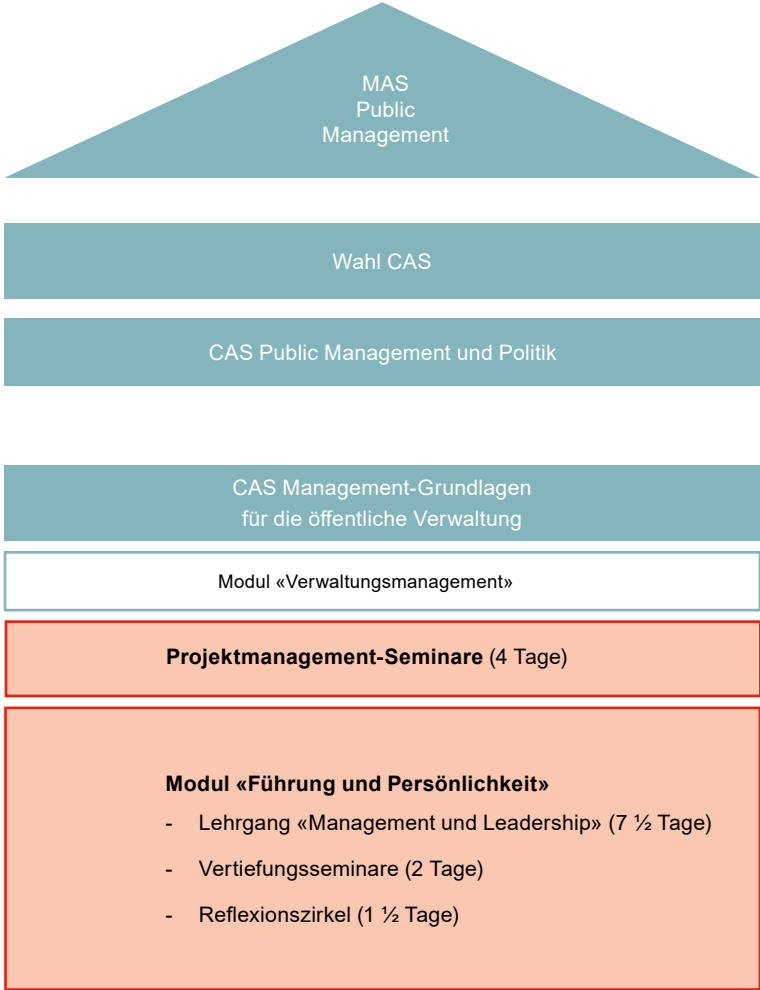 MAS
Public
Management
Wahl CAS
CAS Public Management und Politik
CAS Management-Grundlagen
für die öffentliche Verwaltung
Modul «Verwaltungsmanagement»
Projektmanagement-Seminare (4 Tage)
Modul «Führung und Persönlichkeit»
- Lehrgang «Management und Leadership» (7 ½ Tage)
- Vertiefungsseminare (2 Tage)
- Reflexionszirkel (1 ½ Tage)